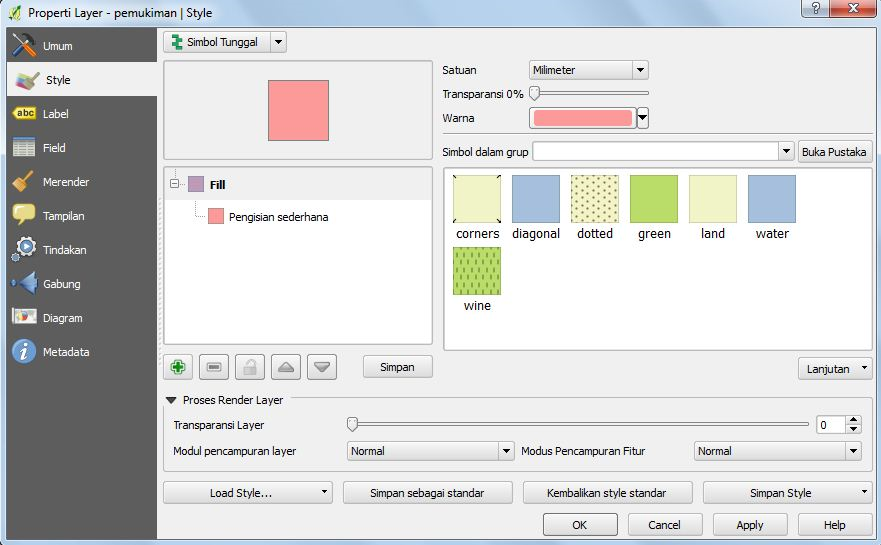 Properti Layer - pemukiman | Style
Umum
Style
abc Label
Field
Merender
Tampilan
Tindakan
Gabung
Diagram
Metadata
Simbol Tunggal
Fill
Pengisian sederhana
Simpan
Satuan Milimeter
Transparansi 0%
Warna
Simbol dalam grup Buka Pustaka
corners diagonal dotted green land water
wine
Lanjutan
Proses Render Layer
Transparansi Layer 0
Modul pencampuran layer Normal Modus Pencampuran Fitur Normal
Load Style... Simpan sebagai standar Kembalikan style standar Simpan Style
OK Cancel Apply Help